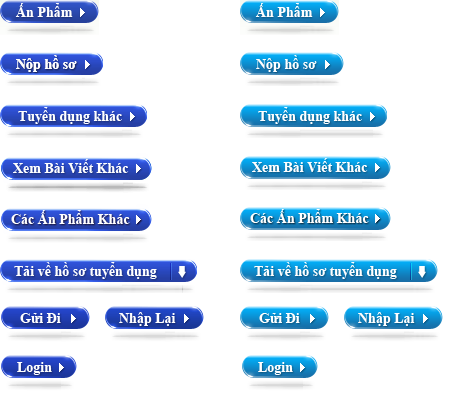 Ấn Phẩm Ấn Phẩm
Nộp hồ sơ Nộp hồ sơ
Tuyển dụng khác Tuyển dụng khác
Xem Bài Viết Khác Xem Bài Viết Khác
Các Ấn Phẩm Khác Các Ấn Phẩm Khác
Tải về hồ sơ tuyển dụng Tải về hồ sơ tuyển dụng
Gửi Đi Nhập Lại Gửi Đi Nhập Lại
Login Login